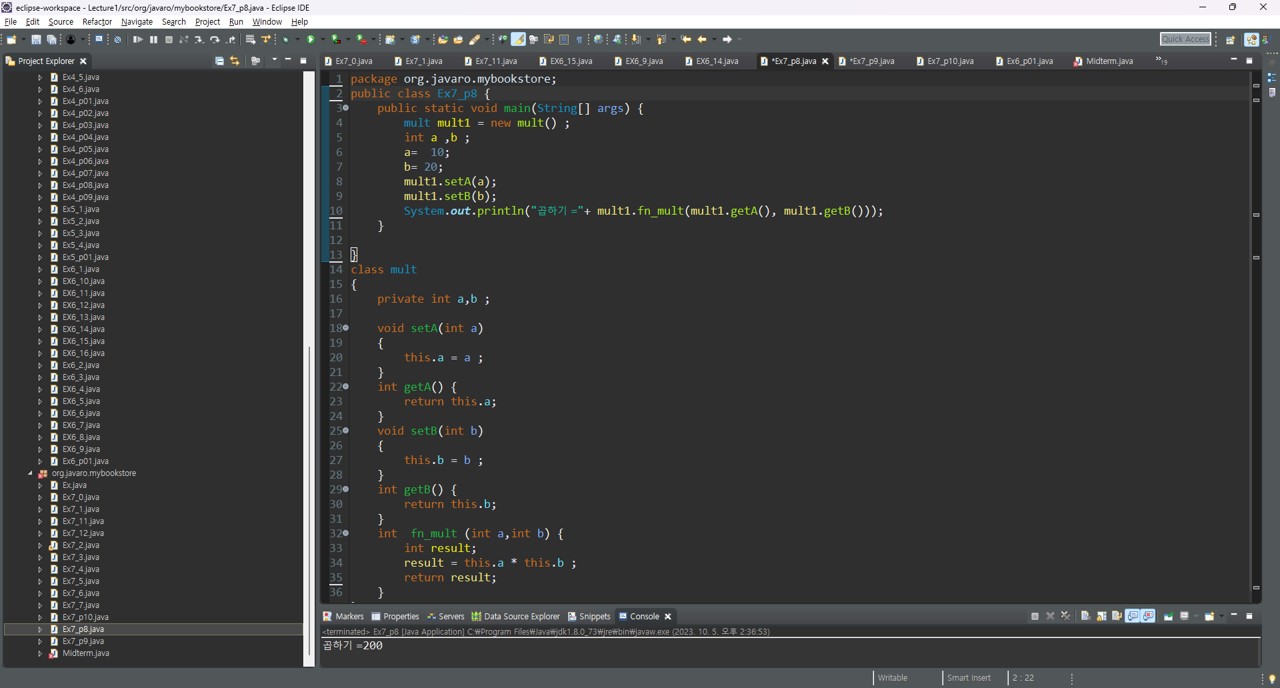 eclipse-workspace - Lecture1/src/org/javaro/mybookstore/Ex7_p8.java - Eclipse IDE
File Edit Source Refactor Navigate Search Project Run Window Help
Quick Access
Project Explorer
Ex4_5.java
Ex4_6.java
Ex4_p01.java
Ex4_p02.java
Ex4_p03.java
Ex4_p04.java
Ex4_p05.java
Ex4_p06.java
Ex4_p07.java
Ex4_p08.java
Ex4_p09.java
Ex5_1.java
Ex5_2.java
Ex5_3.java
Ex5_4.java
Ex5_p01.java
Ex6_1.java
EX6_10.java
EX6_11.java
EX6_12.java
EX6_13.java
EX6_14.java
EX6_15.java
EX6_16.java
Ex6_2.java
Ex6_3.java
EX6_4.java
EX6_5.java
EX6_6.java
EX6_7.java
EX6_8.java
EX6_9.java
Ex6_p01.java
org.javaro.mybookstore
Ex.java
Ex7_0.java
Ex7_1.java
Ex7_11.java
Ex7_12.java
Ex7_2.java
Ex7_3.java
Ex7_4.java
Ex7_5.java
Ex7_6.java
Ex7_7.java
Ex7_p10.java
Ex7_p8.java
Ex7_p9.java
Midterm.java
Ex7_0.java Ex7_1.java Ex7_11.java EX6_15.java EX6_9.java EX6_14.java *Ex7_p8.java *Ex7_p9.java Ex7_p10.java Ex6_p01.java Midterm.java »19
1 package org.javaro.mybookstore;
2 public class Ex7_p8 {
3 public static void main(String[] args) {
4 mult mult1 = new mult() ;
5 int a ,b ;
6 a=  10;
7 b= 20;
8 mult1.setA(a);
9 mult1.setB(b);
10 System.out.println("곱하기 ="+ mult1.fn_mult(mult1.getA(), mult1.getB()));
11 }
12
13 }
14 class mult
15 {
16 private int a,b ;
17
18 void setA(int a)
19 {
20 this.a = a ;
21 }
22 int getA() {
23 return this.a;
24 }
25 void setB(int b)
26 {
27 this.b = b ;
28 }
29 int getB() {
30 return this.b;
31 }
32 int  fn_mult (int a,int b) {
33 int result;
34 result = this.a * this.b ;
35 return result;
36 }
Markers Properties Servers Data Source Explorer Snippets Console
<terminated> Ex7_p8 [Java Application] C:₩Program Files₩Java₩jdk1.8.0_73₩jre₩bin₩javaw.exe (2023. 10. 5. 오후 2:36:53)
곱하기 =200
Writable Smart Insert 2 : 22